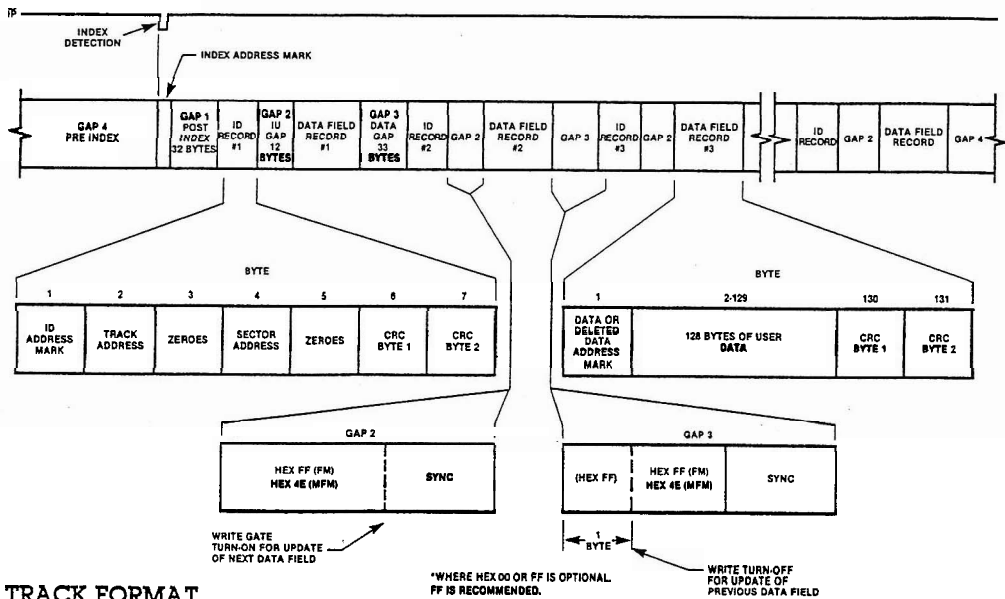 INDEX
DETECTION
INDEX ADDRESS MARK
GAP 4
PRE INDEX
GAP 1
POST
INDEX
32 BYTES
ID
RECORD
#1
GAP 2
IU
GAP
12
BYTES
DATA FIELD
RECORD
#1
GAP 3
DATA
GAP
33
BYTES
ID
RECORD
#2
GAP 2
DATA FIELD
RECORD
#2
GAP 3
ID
RECORD
#3
GAP 2
DATA FIELD
RECORD
#3
ID
RECORD
GAP 2
DATA FIELD
RECORD
GAP 4
BYTE
1 2 3 4 5 6 7
ID
ADDRESS
MARK
TRACK
ADDRESS
ZEROES
SECTOR
ADDRESS
ZEROES
CRC
BYTE 1
CRC
BYTE 2
BYTE
1 2-129 130 131
DATA OR
DELETED
DATA
ADDRESS
MARK
128 BYTES OF USER
DATA
CRC
BYTE 1
CRC
BYTE 2
GAP 2
HEX FF (FM)
HEX 4E (MFM)
SYNC
WRITE GATE
TURN-ON FOR UPDATE
OF NEXT DATA FIELD
GAP 3
(HEX FF)
HEX FF (FM)
HEX 4E (MFM)
SYNC
1
BYTE
WRITE TURN-OFF
FOR UPDATE OF
PREVIOUS DATA FIELD
*WHERE HEX 00 OR FF IS OPTIONAL.
FF IS RECOMMENDED.
TRACK FORMAT